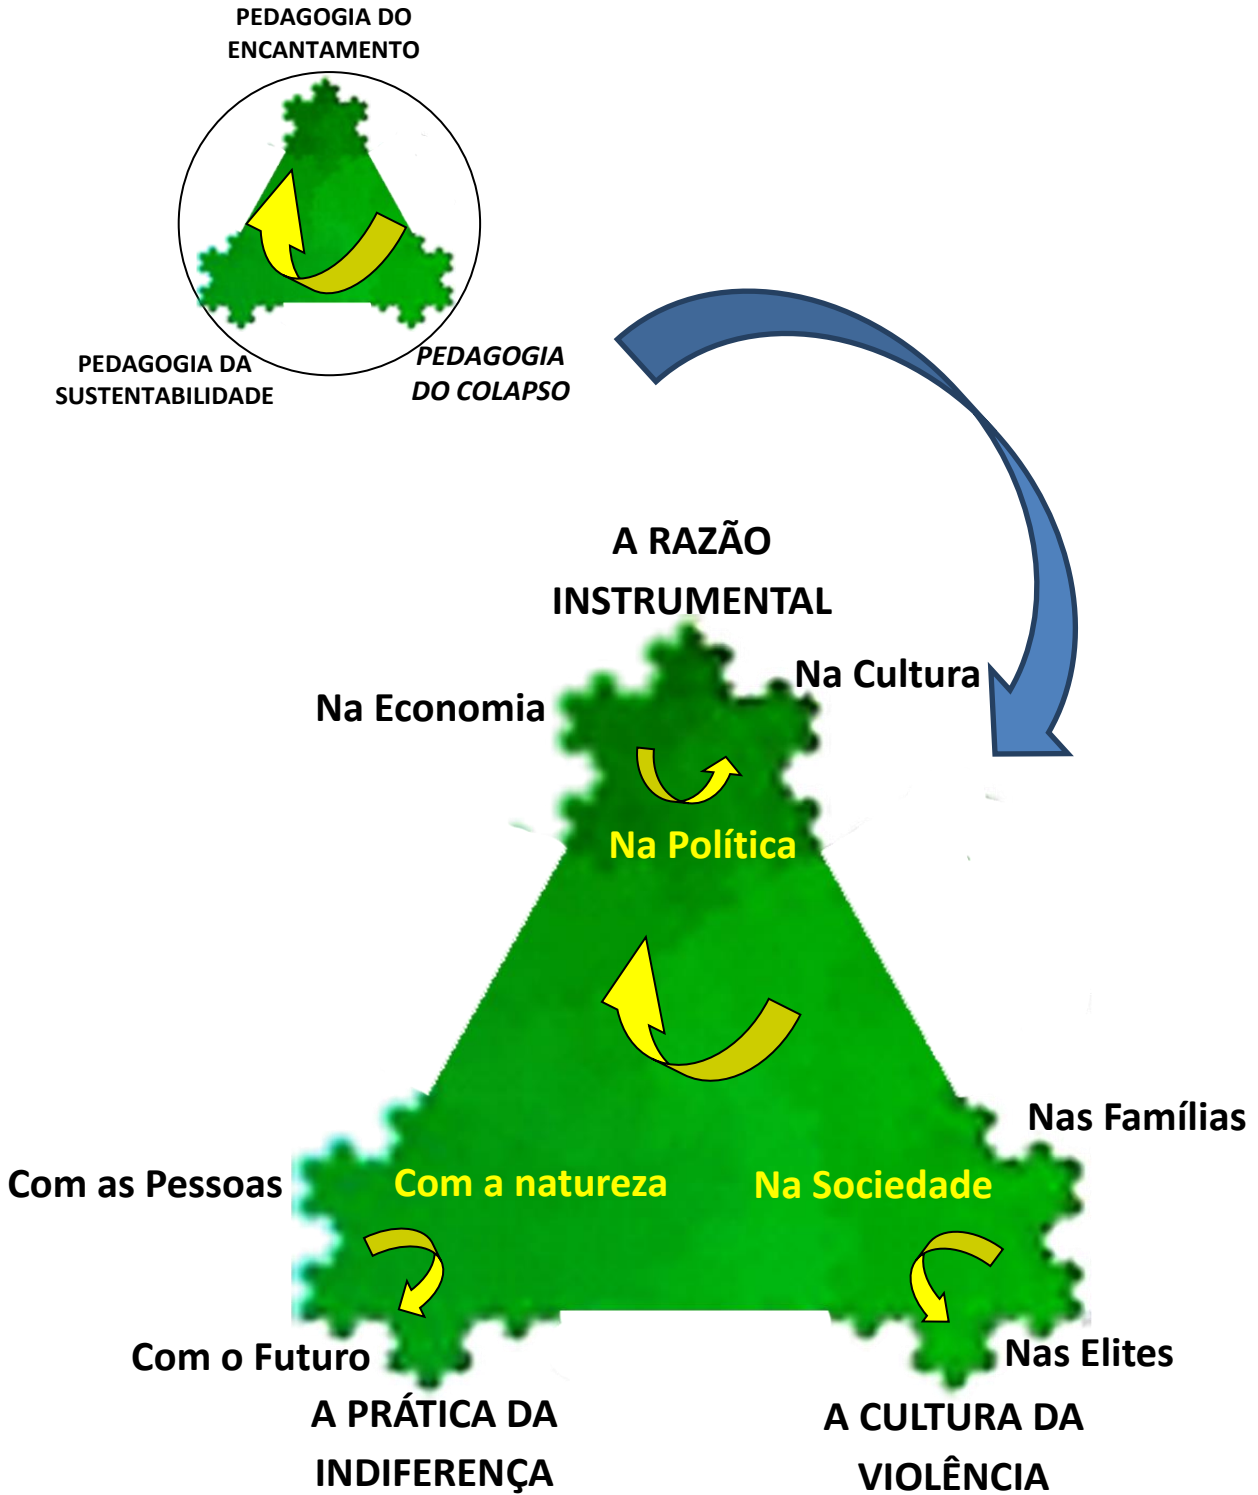 PEDAGOGIA DO
ENCANTAMENTO
PEDAGOGIA DA
SUSTENTABILIDADE
PEDAGOGIA
DO COLAPSO
A RAZÃO
INSTRUMENTAL
Na Cultura
Na Economia
Na Política
Nas Famílias
Com as Pessoas
Com a natureza
Na Sociedade
Com o Futuro
Nas Elites
A PRÁTICA DA
INDIFERENÇA
A CULTURA DA
VIOLÊNCIA